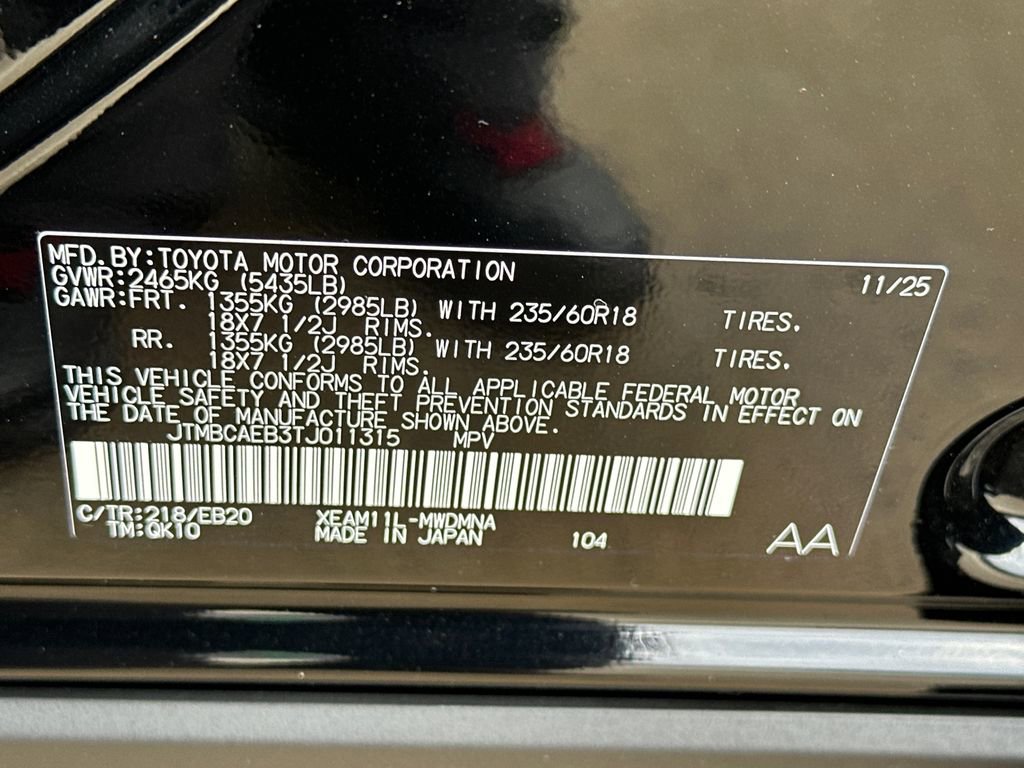 MFD.BY:TOYOTA MOTOR CORPORATION 11/25
GVWR:2465KG (5435LB)
GAWR:FRT. 1355KG (2985LB) WITH 235/60R18 TIRES.
18X7 1/2J RIMS.
RR. 1355KG (2985LB) WITH 235/60R18 TIRES.
18X7 1/2J RIMS.
THIS VEHICLE CONFORMS TO ALL APPLICABLE FEDERAL MOTOR
VEHICLE SAFETY AND THEFT PREVENTION STANDARDS IN EFFECT ON
THE DATE OF MANUFACTURE SHOWN ABOVE.
JTMBCAEB3TJ011315 MPV
C/TR:218/EB20 XEAM11L-MWDMNA
TM:QK10 MADE IN JAPAN 104 AA